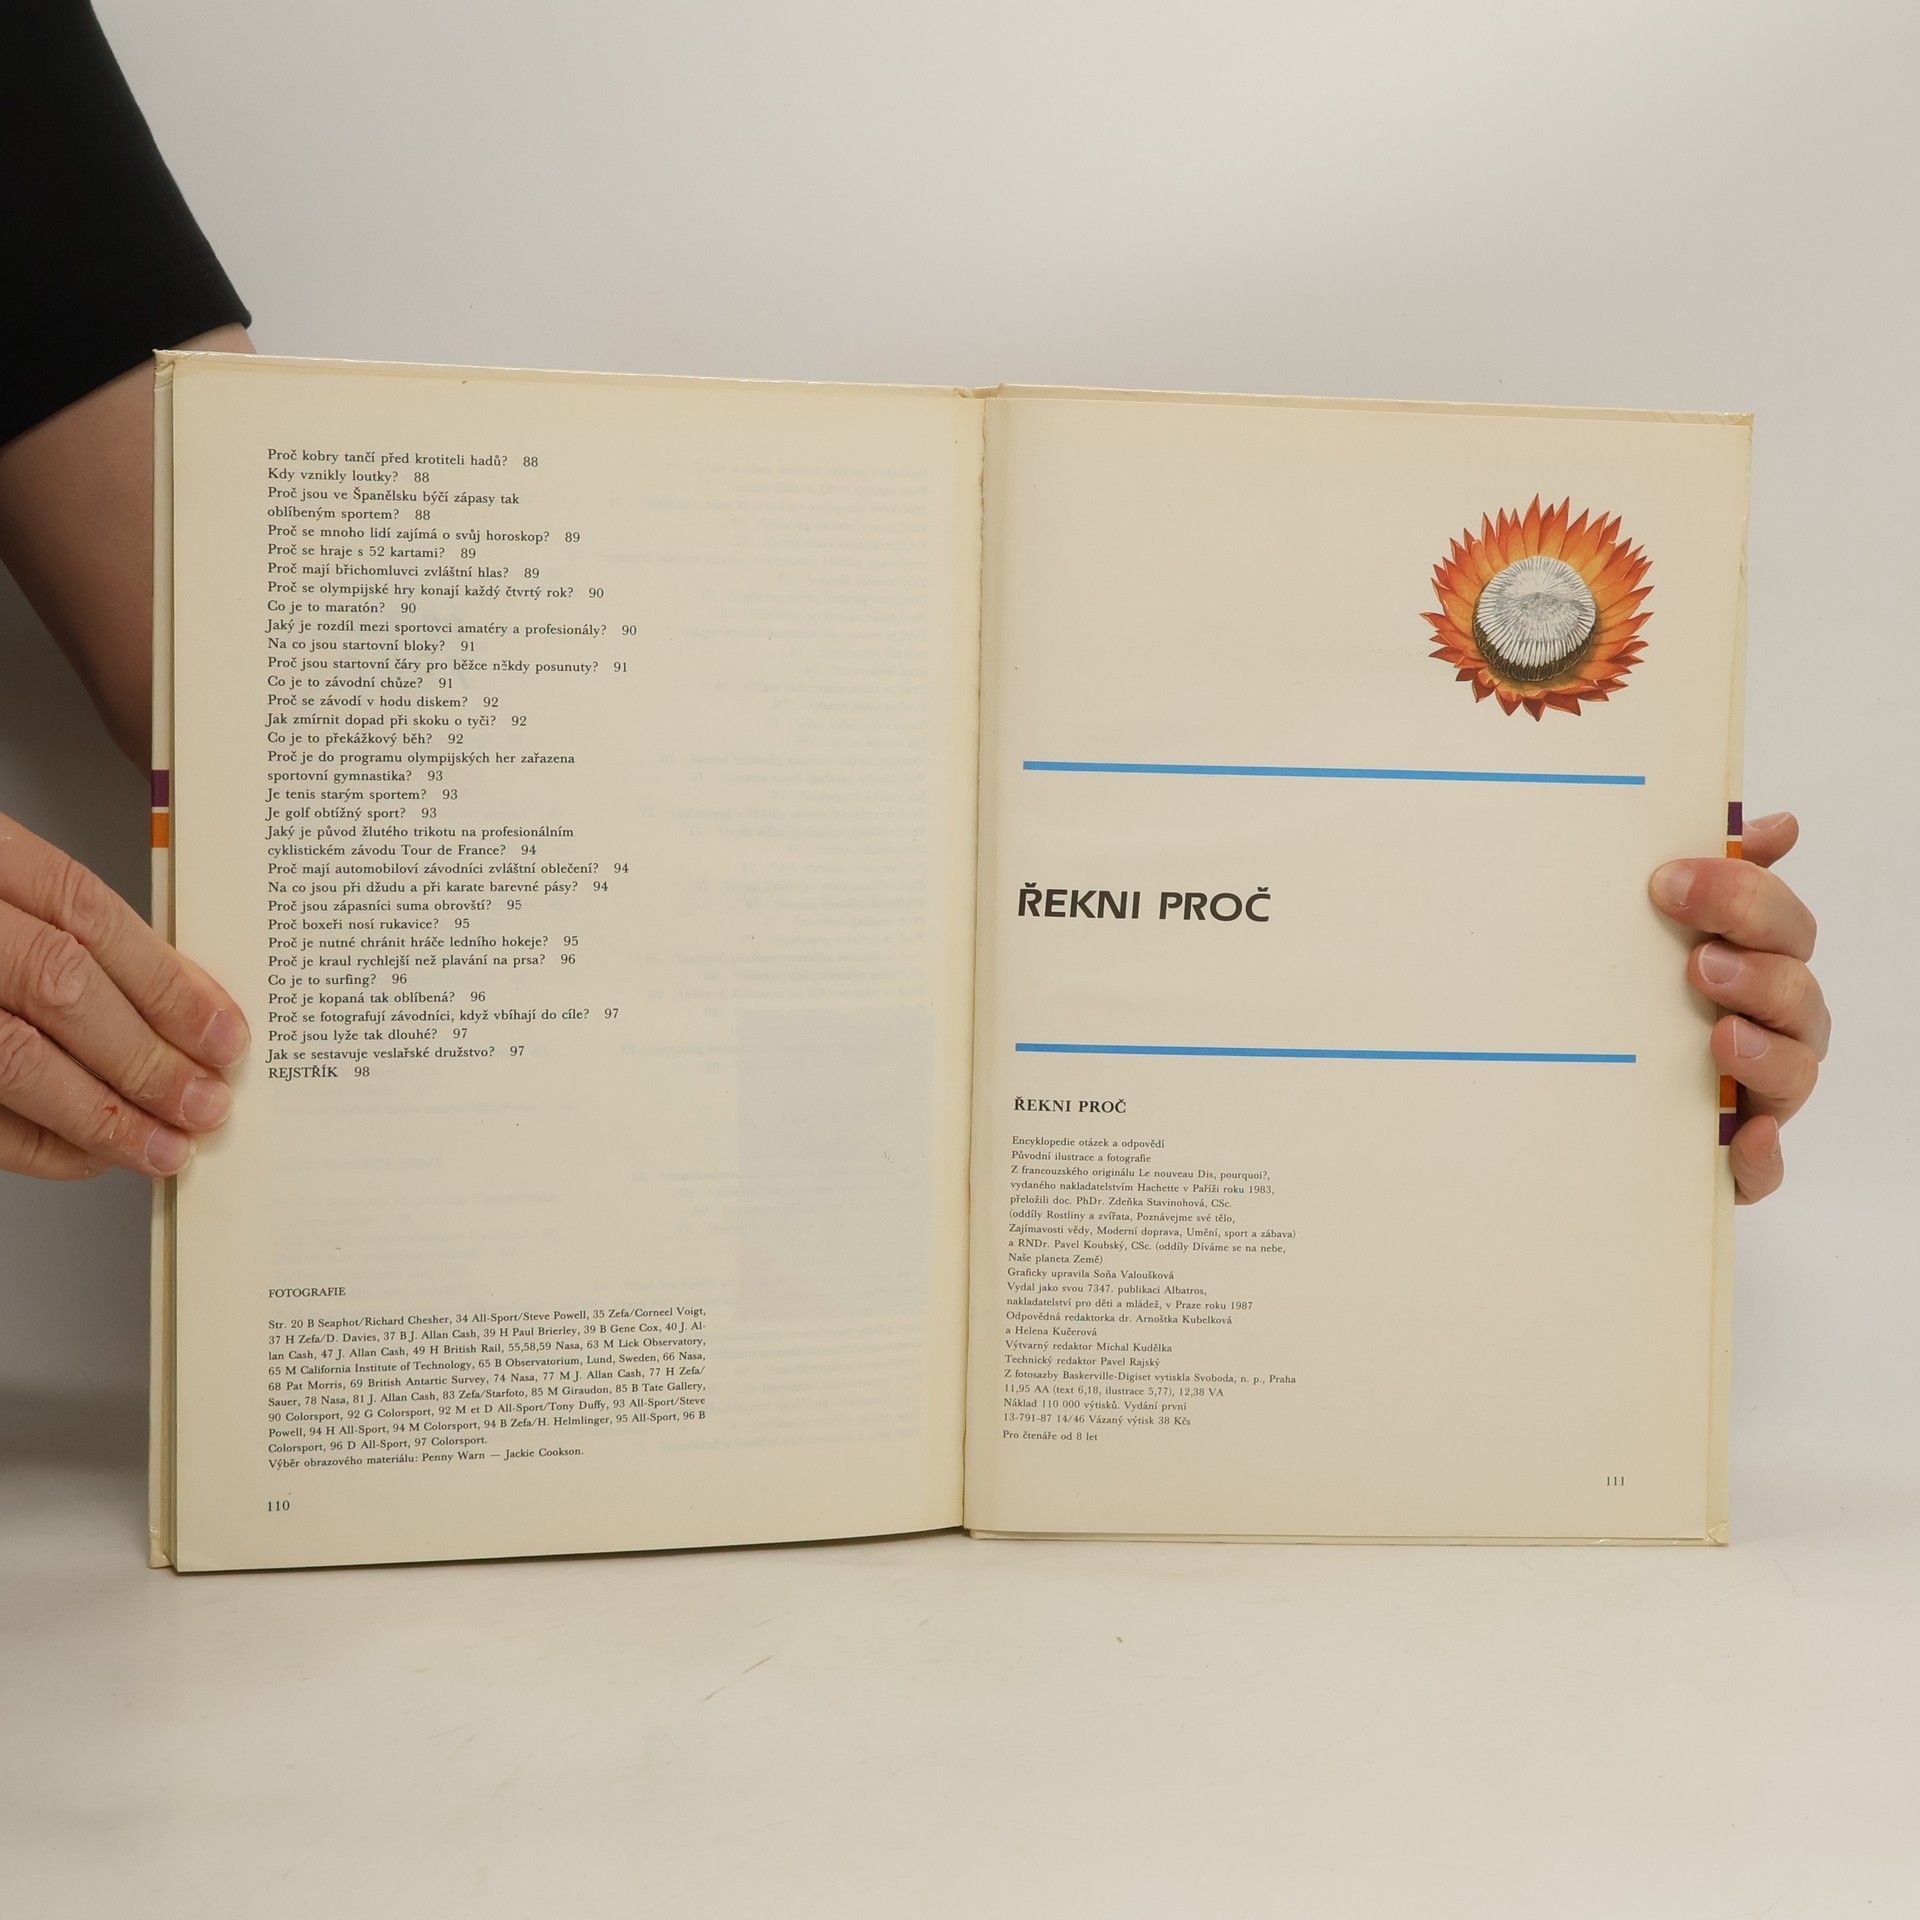 Proč kobry tančí před krotiteli hadů? 88
Kdy vznikly loutky? 88
Proč jsou ve Španělsku býčí zápasy tak
oblíbeným sportem? 88
Proč se mnoho lidí zajímá o svůj horoskop? 89
Proč se hraje s 52 kartami? 89
Proč mají břichomluvci zvláštní hlas? 89
Proč se olympijské hry konají každý čtvrtý rok? 90
Co je to maratón? 90
Jaký je rozdíl mezi sportovci amatéry a profesionály? 90
Na co jsou startovní bloky? 91
Proč jsou startovní čáry pro běžce někdy posunuty? 91
Co je to závodní chůze? 91
Proč se závodí v hodu diskem? 92
Jak zmírnit dopad při skoku o tyči? 92
Co je to překážkový běh? 92
Proč je do programu olympijských her zařazena
sportovní gymnastika? 93
Je tenis starým sportem? 93
Je golf obtížný sport? 93
Jaký je původ žlutého trikotu na profesionálním
cyklistickém závodu Tour de France? 94
Proč mají automobiloví závodníci zvláštní oblečení? 94
Na co jsou při džudu a při karate barevné pásy? 94
Proč jsou zápasníci suma obrovští? 95
Proč boxeři nosí rukavice? 95
Proč je nutné chránit hráče ledního hokeje? 95
Proč je kraul rychlejší než plavání na prsa? 96
Co je to surfing? 96
Proč je kopaná tak oblíbená? 96
Proč se fotografují závodníci, když vbíhají do cíle? 97
Proč jsou lyže tak dlouhé? 97
Jak se sestavuje veslařské družstvo? 97
REJSTŘÍK 98
FOTOGRAFIE
Str. 20 B Seaphot/Richard Chesher, 34 All-Sport/Steve Powell, 35 Zefa/Corneel Voigt,
37 H Zefa/D. Davies, 37 B J. Allan Cash, 39 H Paul Brierley, 39 B Gene Cox, 40 J. Al-
lan Cash, 47 J. Allan Cash, 49 H British Rail, 55,58,59 Nasa, 63 M Lick Observatory,
65 M California Institute of Technology, 65 B Observatorium, Lund, Sweden, 66 Nasa,
68 Pat Morris, 69 British Antartic Survey, 74 Nasa, 77 M J. Allan Cash, 77 H Zefa/
Sauer, 78 Nasa, 81 J. Allan Cash, 83 Zefa/Starfoto, 85 M Giraudon, 85 B Tate Gallery,
90 Colorsport, 92 G Colorsport, 92 M et D All-Sport/Tony Duffy, 93 All-Sport/Steve
Powell, 94 H All-Sport, 94 M Colorsport, 94 B Zefa/H. Helmlinger, 95 All-Sport, 96 B
Colorsport, 96 D All-Sport, 97 Colorsport.
Výběr obrazového materiálu: Penny Warn — Jackie Cookson.
110
ŘEKNI PROČ
ŘEKNI PROČ
Encyklopedie otázek a odpovědí
Původní ilustrace a fotografie
Z francouzského originálu Le nouveau Dis, pourquoi?,
vydaného nakladatelstvím Hachette v Paříži roku 1983,
přeložili doc. PhDr. Zdeňka Stavinohová, CSc.
(oddíly Rostliny a zvířata, Poznávejme své tělo,
Zajímavosti vědy, Moderní doprava, Umění, sport a zábava)
a RNDr. Pavel Koubský, CSc. (oddíly Díváme se na nebe,
Naše planeta Země)
Graficky upravila Soňa Valoušková
Vydal jako svou 7347. publikaci Albatros,
nakladatelství pro děti a mládež, v Praze roku 1987
Odpovědná redaktorka dr. Arnoštka Kubelková
a Helena Kučerová
Výtvarný redaktor Michal Kudělka
Technický redaktor Pavel Rajský
Z fotosazby Baskerville-Digiset vytiskla Svoboda, n. p., Praha
11,95 AA (text 6,18, ilustrace 5,77), 12,38 VA
Náklad 110 000 výtisků. Vydání první
13-791-87 14/46 Vázaný výtisk 38 Kčs
Pro čtenáře od 8 let
111